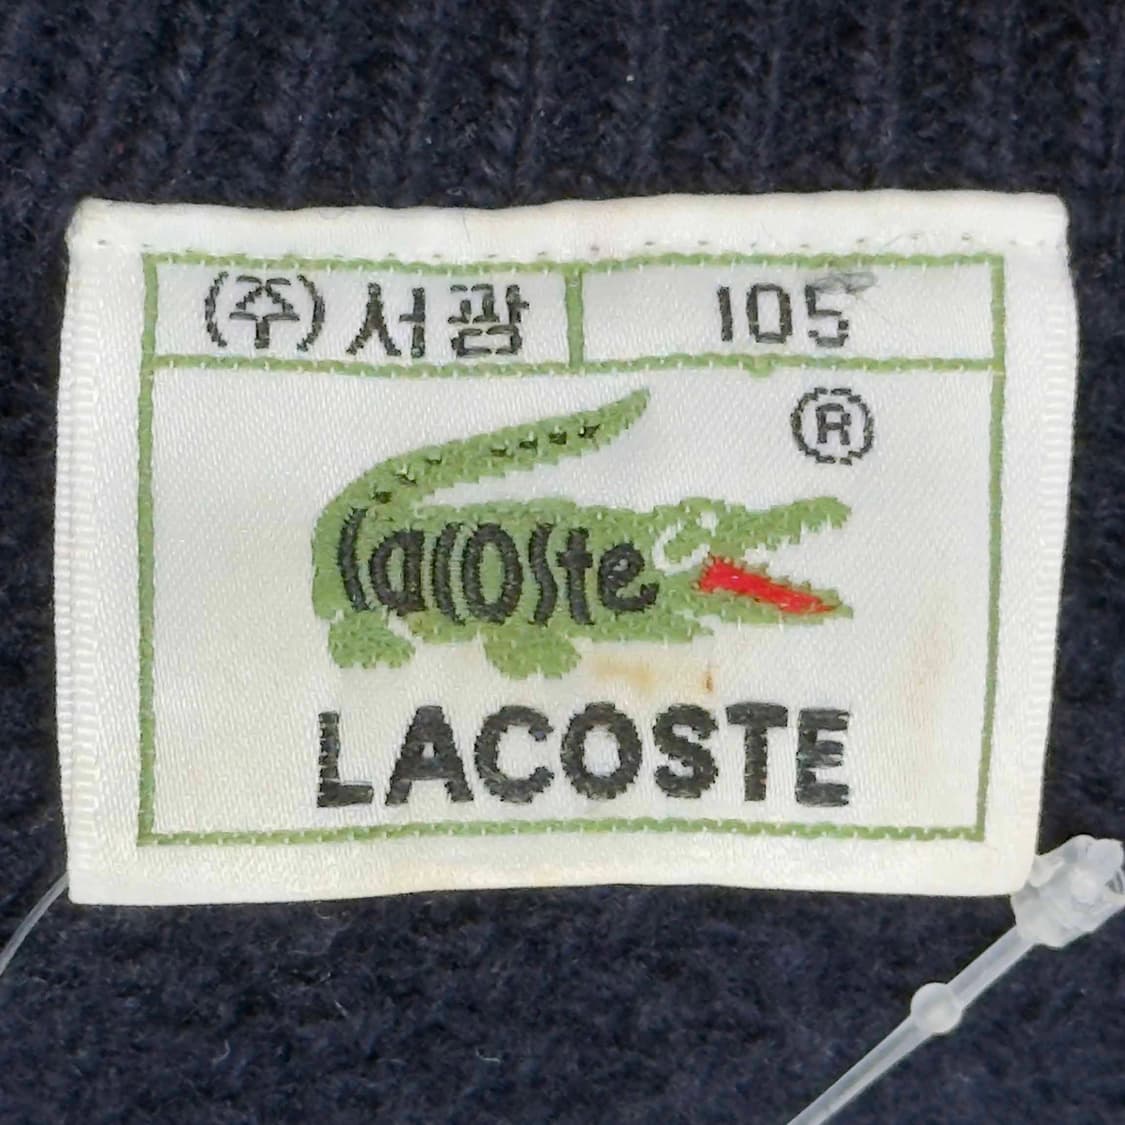 (주)서광 105
®
lacoste
LACOSTE